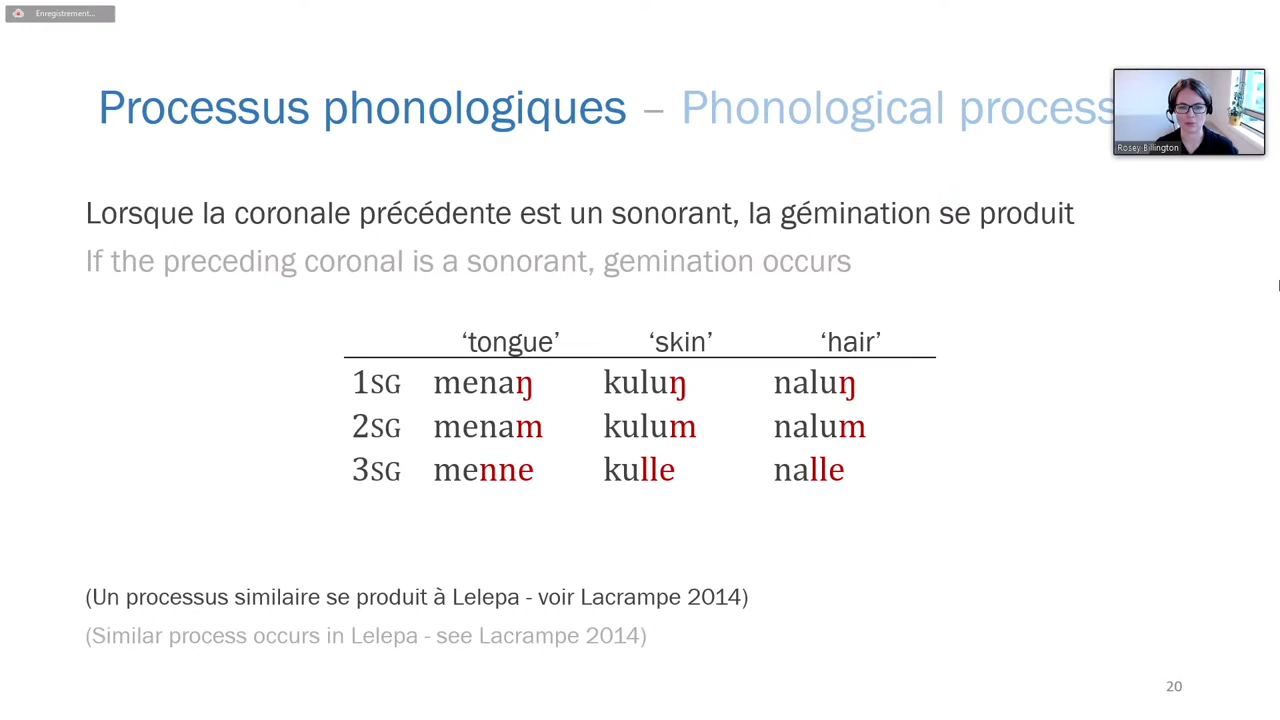 Enregistrement...
Processus phonologiques – Phonological process
Rosey Billington
Lorsque la coronale précédente est un sonorant, la gémination se produit
If the preceding coronal is a sonorant, gemination occurs
‘tongue’ ‘skin’ ‘hair’
1SG menaŋ kuluŋ naluŋ
2SG menam kulum nalum
3SG menne kulle nalle
(Un processus similaire se produit à Lelepa - voir Lacrampe 2014)
(Similar process occurs in Lelepa - see Lacrampe 2014)
20